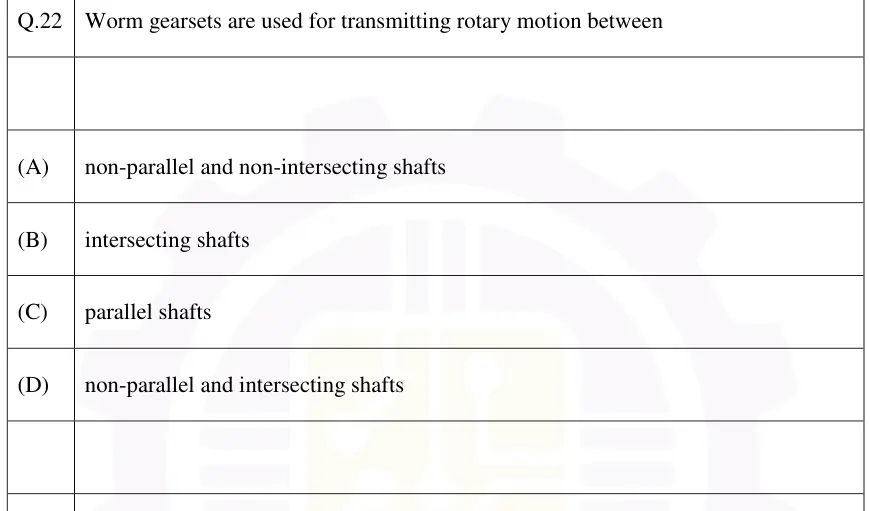 Q.22 Worm gearsets are used for transmitting rotary motion between
(A) non-parallel and non-intersecting shafts
(B) intersecting shafts
(C) parallel shafts
(D) non-parallel and intersecting shafts